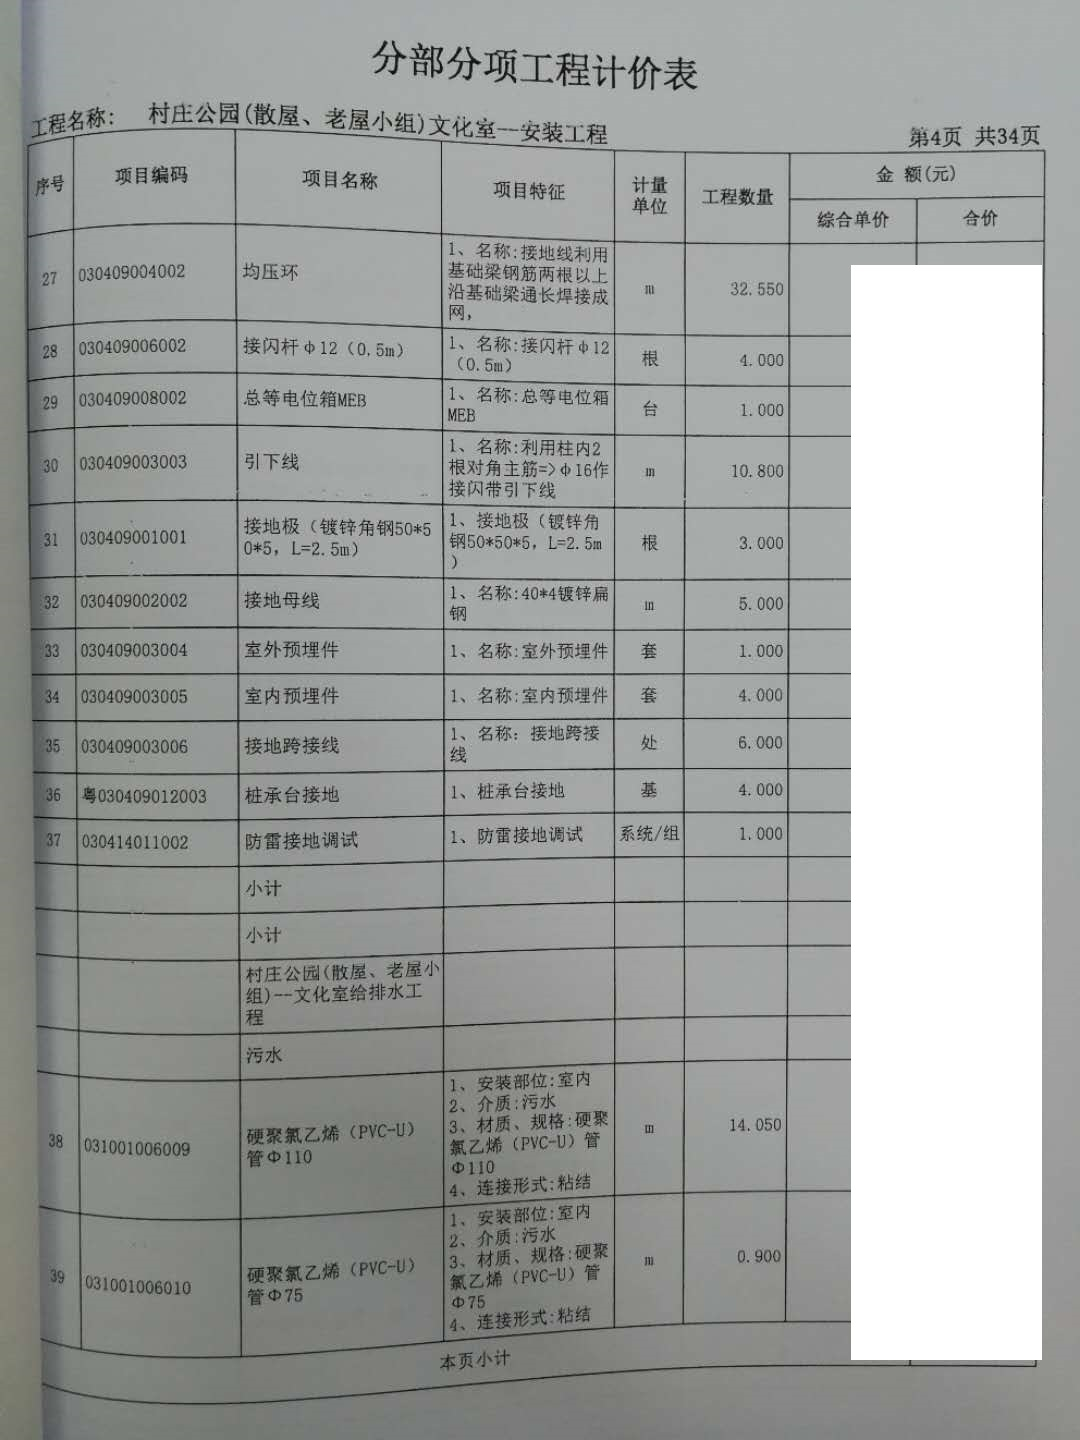 分部分项工程计价表
工程名称: 村庄公园(散屋、老屋小组)文化室--安装工程
第4页 共34页
序号
项目编码
项目名称
项目特征
计量
单位
工程数量
金 额(元)
综合单价
合价
27
030409004002
均压环
1、名称:接地线利用
基础梁钢筋两根以上
沿基础梁通长焊接成
网,
m
32.550
28
030409006002
接闪杆φ12（0.5m）
1、名称:接闪杆φ12
（0.5m）
根
4.000
29
030409008002
总等电位箱MEB
1、名称:总等电位箱
MEB
台
1.000
30
030409003003
引下线
1、名称:利用柱内2
根对角主筋=>φ16作
接闪带引下线
m
10.800
31
030409001001
接地极（镀锌角钢50*5
0*5，L=2.5m）
1、接地极（镀锌角
钢50*50*5，L=2.5m
）
根
3.000
32
030409002002
接地母线
1、名称:40*4镀锌扁
钢
m
5.000
33
030409003004
室外预埋件
1、名称:室外预埋件
套
1.000
34
030409003005
室内预埋件
1、名称:室内预埋件
套
4.000
35
030409003006
接地跨接线
1、名称: 接地跨接
线
处
6.000
36
粤030409012003
桩承台接地
1、桩承台接地
基
4.000
37
030414011002
防雷接地调试
1、防雷接地调试
系统/组
1.000
小计
小计
村庄公园(散屋、老屋小
组)--文化室给排水工
程
污水
38
031001006009
硬聚氯乙烯（PVC-U）
管Φ110
1、安装部位:室内
2、介质:污水
3、材质、规格:硬聚
氯乙烯（PVC-U）管
Φ110
4、连接形式:粘结
m
14.050
39
031001006010
硬聚氯乙烯（PVC-U）
管Φ75
1、安装部位:室内
2、介质:污水
3、材质、规格:硬聚
氯乙烯（PVC-U）管
Φ75
4、连接形式:粘结
m
0.900
本页小计